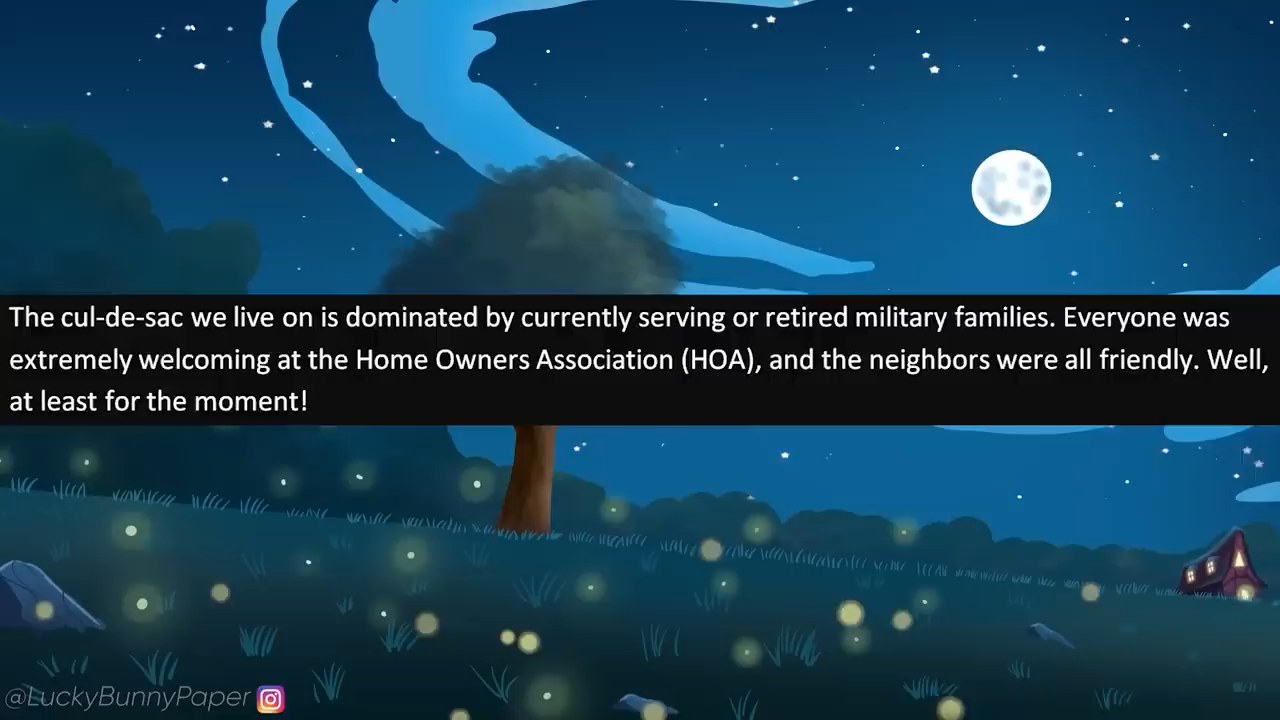 The cul-de-sac we live on is dominated by currently serving or retired military families. Everyone was
extremely welcoming at the Home Owners Association (HOA), and the neighbors were all friendly. Well,
at least for the moment!
@LuckyBunnyPaper